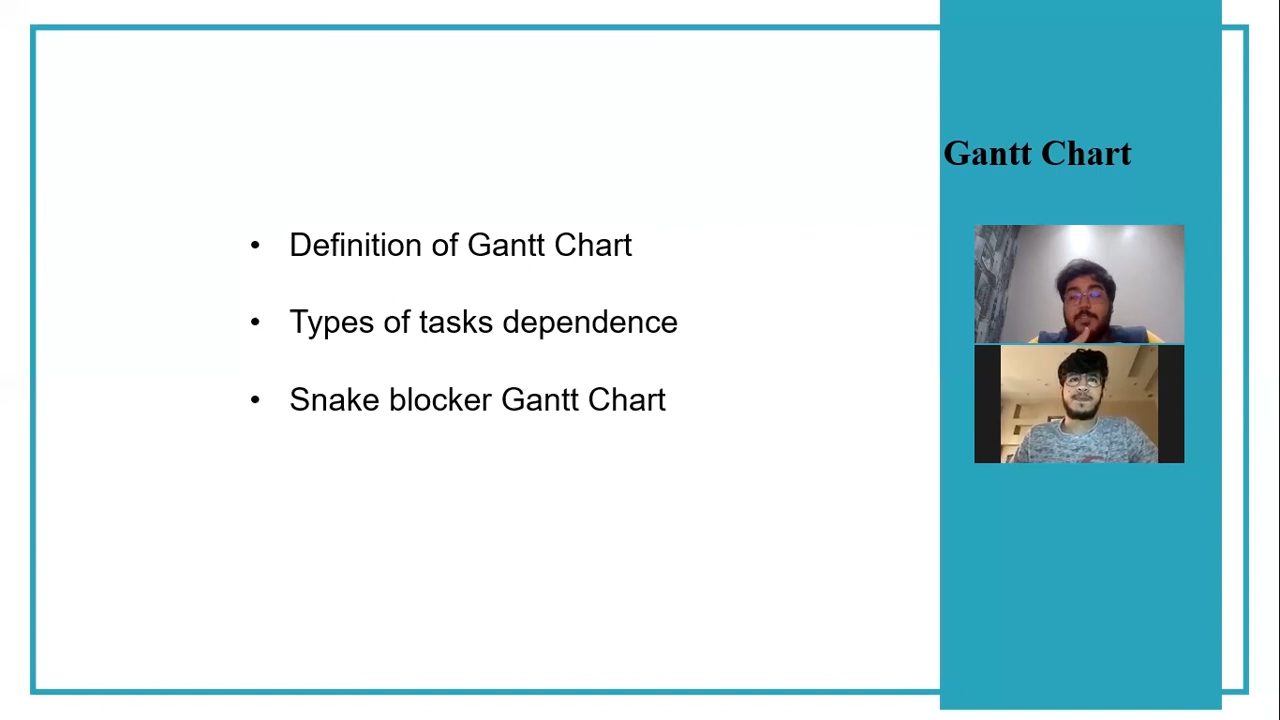 Gantt Chart
• Definition of Gantt Chart
• Types of tasks dependence
• Snake blocker Gantt Chart